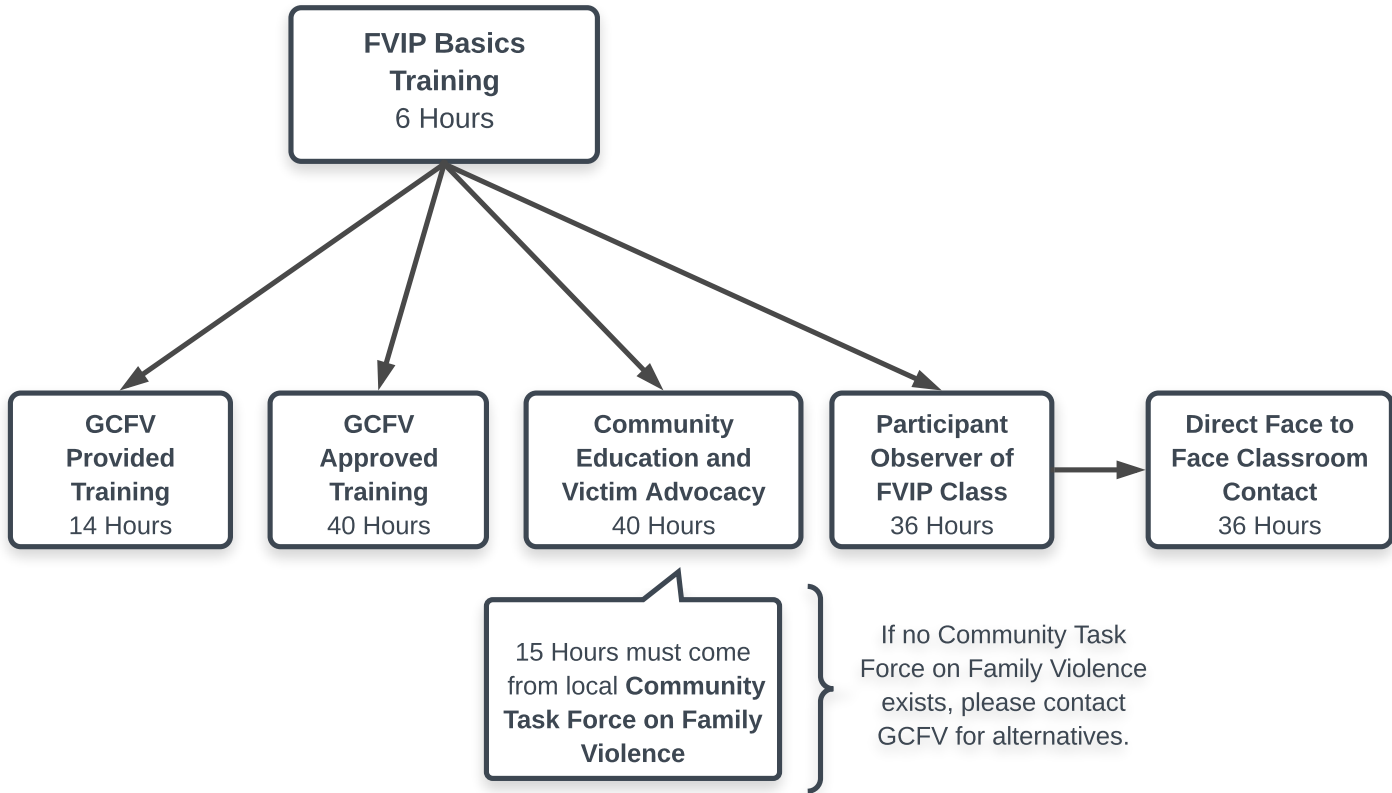 FVIP Basics
Training
6 Hours
GCFV
Provided
Training
14 Hours
GCFV
Approved
Training
40 Hours
Community
Education and
Victim Advocacy
40 Hours
Participant
Observer of
FVIP Class
36 Hours
Direct Face to
Face Classroom
Contact
36 Hours
15 Hours must come
from local Community
Task Force on Family
Violence
If no Community Task
Force on Family Violence
exists, please contact
GCFV for alternatives.